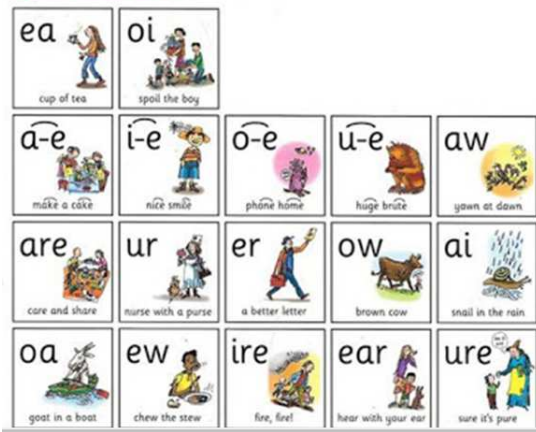 ea
cup of tea
oi
spoil the boy
a-e
make a cake
i-e
nice smile
o-e
phone home
u-e
huge brute
aw
yawn at dawn
are
care and share
ur
nurse with a purse
er
a better letter
ow
brown cow
ai
snail in the rain
oa
goat in a boat
ew
chew the stew
ire
fire, fire!
ear
hear with your ear
ure
sure it's pure